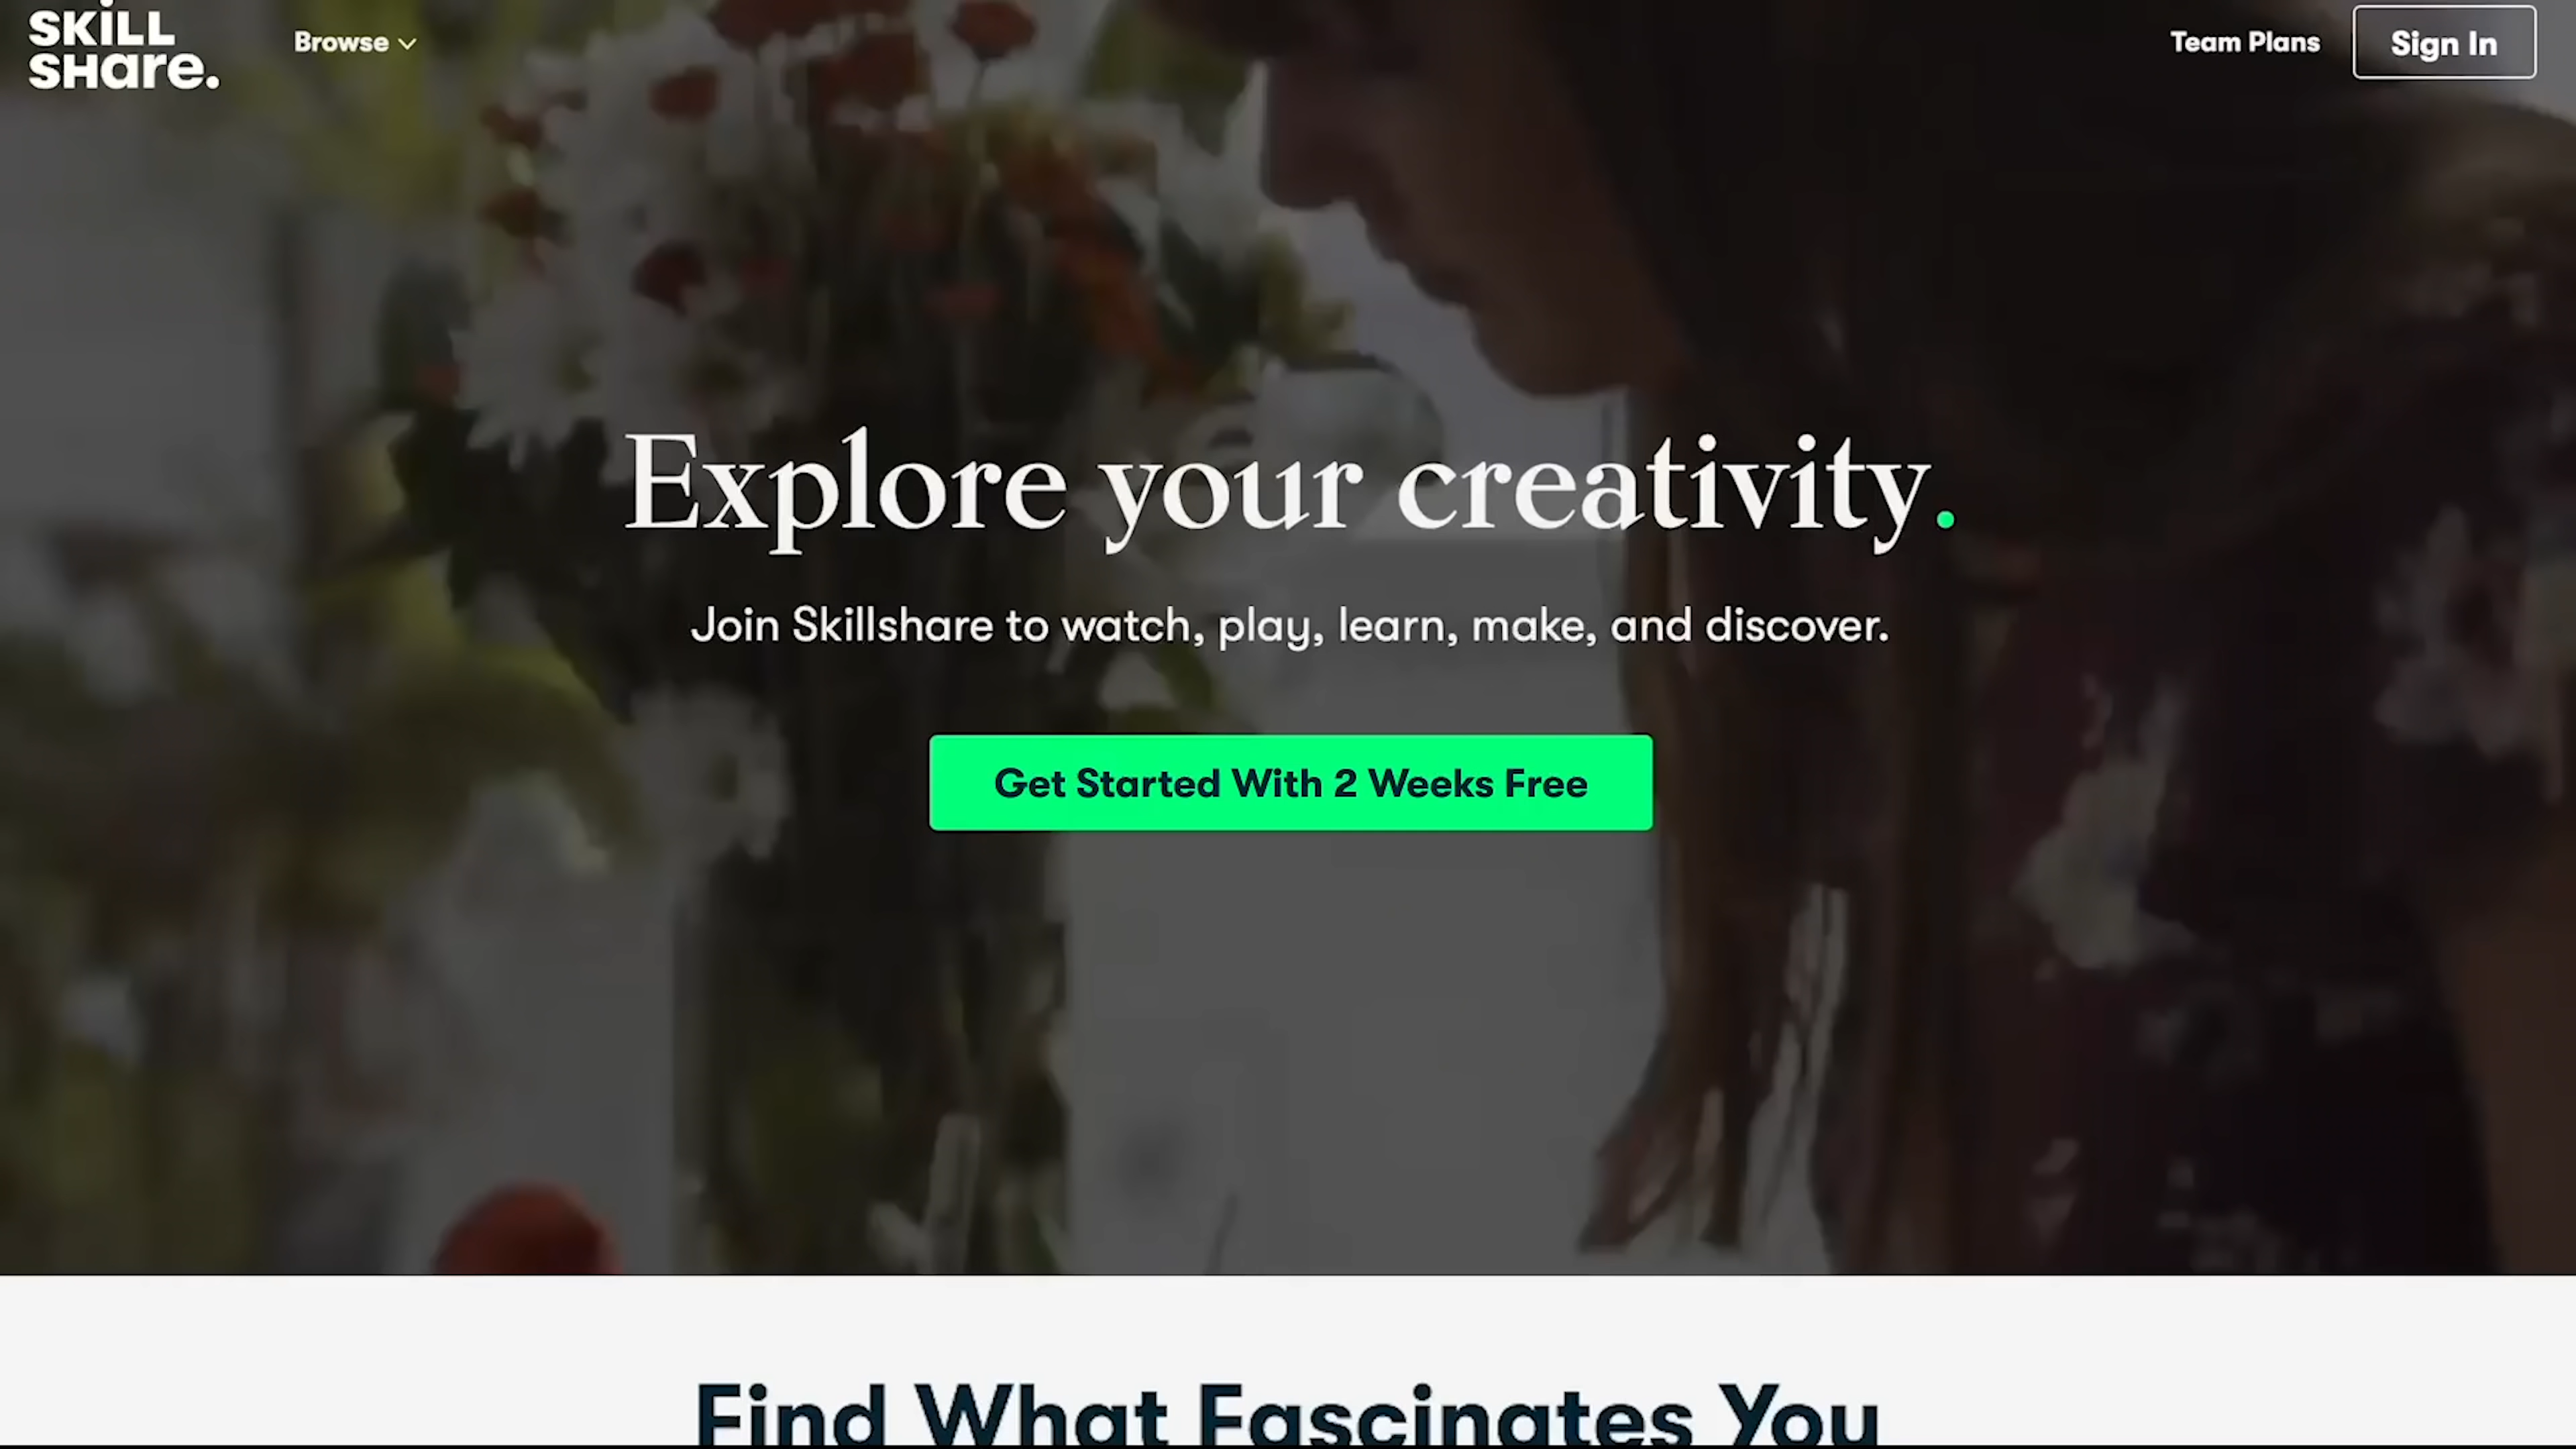 SKiLL
SHare.
Browse
Team Plans
Sign In
Explore your creativity.
Join Skillshare to watch, play, learn, make, and discover.
Get Started With 2 Weeks Free
Find What Fascinates You